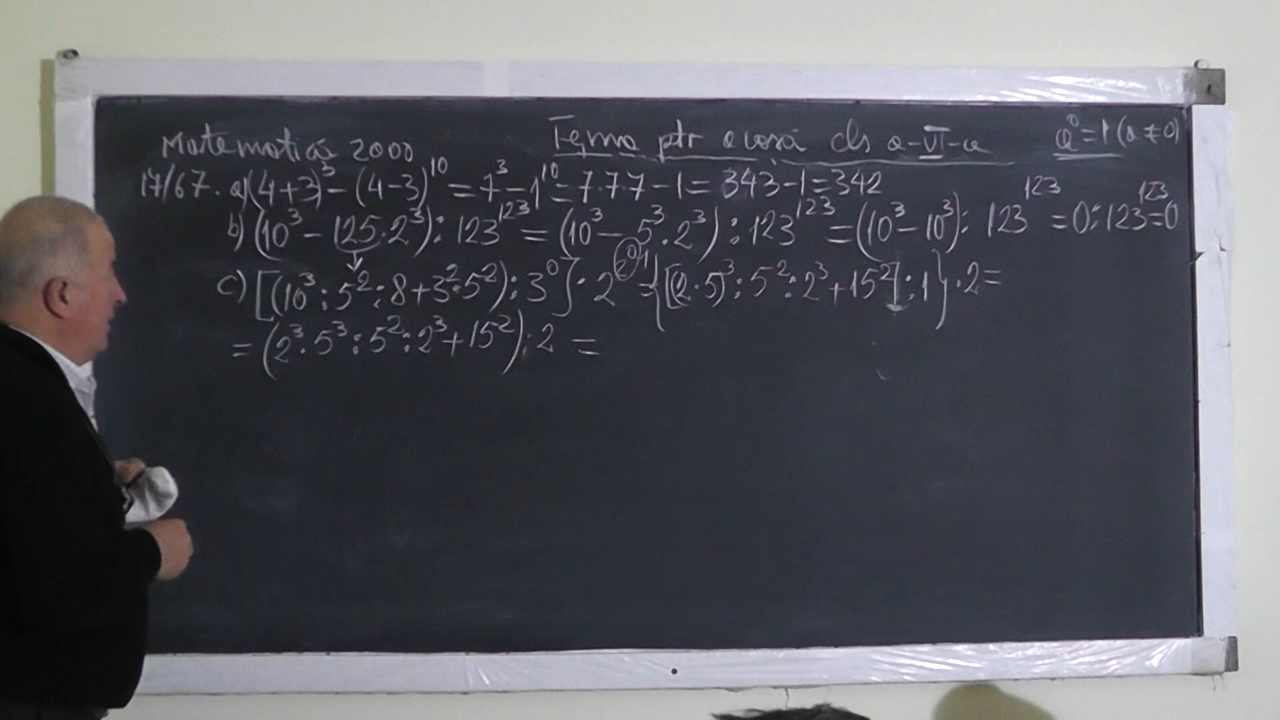 Matematică 2000 Tema ptr acasă cls a-VI-a a⁰=1 (a≠0)
17/67. a) (4+3)³-(4-3)¹⁰=7³-1¹⁰=7·7·7-1=343-1=342
b) (10³-125·2³):123¹²³=(10³-5³·2³):123¹²³=(10³-10³):123¹²³=0:123¹²³=0
c) [(10³:5²:8+3²·5²):3⁰]·2^(2⁰)={[(2·5)³:5²:2³+15²]:1}·2=
=(2³·5³:5²:2³+15²)·2=